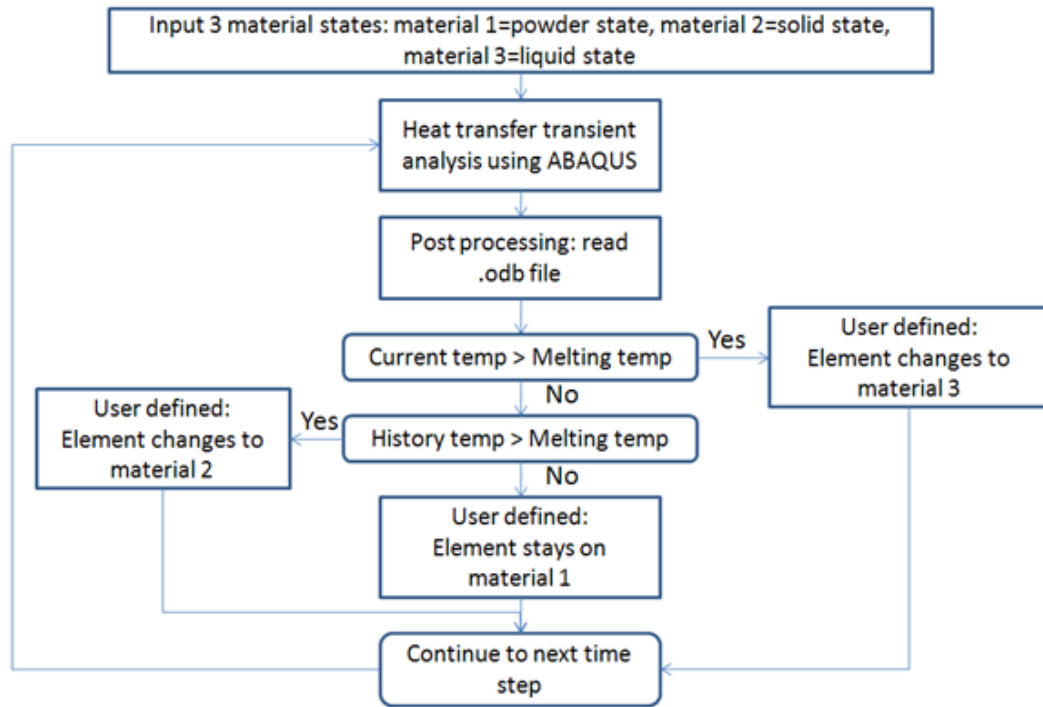 Input 3 material states: material 1=powder state, material 2=solid state,
material 3=liquid state
Heat transfer transient
analysis using ABAQUS
Post processing: read
.odb file
Current temp > Melting temp
Yes
User defined:
Element changes to
material 3
No
History temp > Melting temp
Yes
User defined:
Element changes to
material 2
No
User defined:
Element stays on
material 1
Continue to next time
step